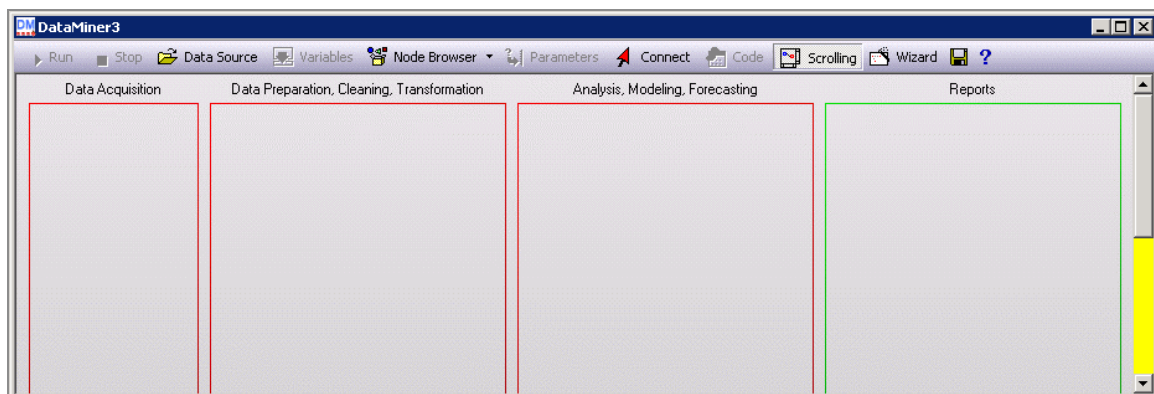 DM DataMiner3
Run Stop Data Source Variables Node Browser Parameters Connect Code Scrolling Wizard ?
Data Acquisition Data Preparation, Cleaning, Transformation Analysis, Modeling, Forecasting Reports